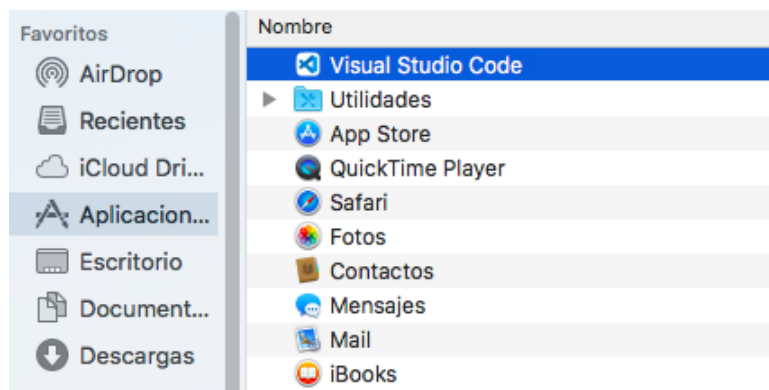 Favoritos
AirDrop
Recientes
iCloud Dri...
Aplicacion...
Escritorio
Document...
Descargas
Nombre
Visual Studio Code
Utilidades
App Store
QuickTime Player
Safari
Fotos
Contactos
Mensajes
Mail
iBooks